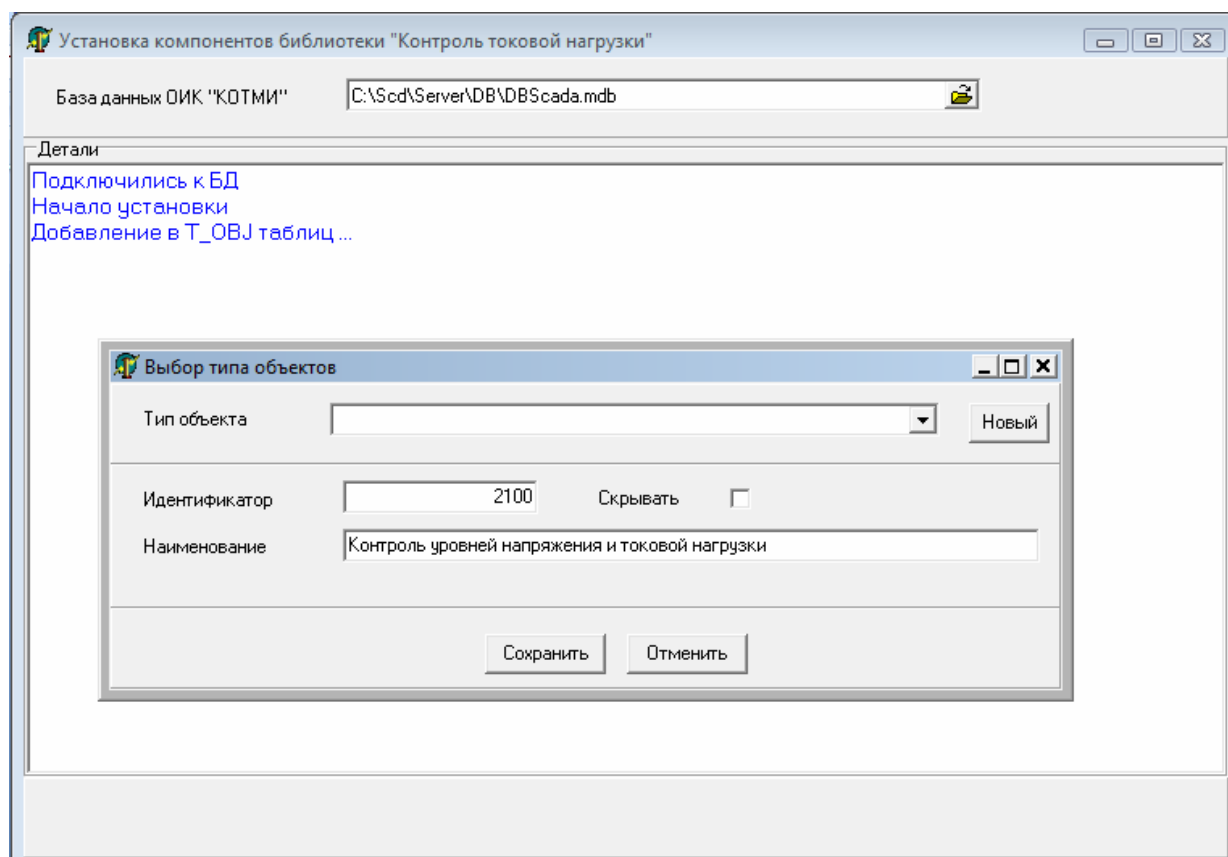 Установка компонентов библиотеки "Контроль токовой нагрузки"
База данных ОИК "КОТМИ" C:\Scd\Server\DB\DBScada.mdb
Детали
Подключились к БД
Начало установки
Добавление в T_OBJ таблиц ...
Выбор типа объектов
Тип объекта Новый
Идентификатор 2100 Скрывать
Наименование Контроль уровней напряжения и токовой нагрузки
Сохранить Отменить